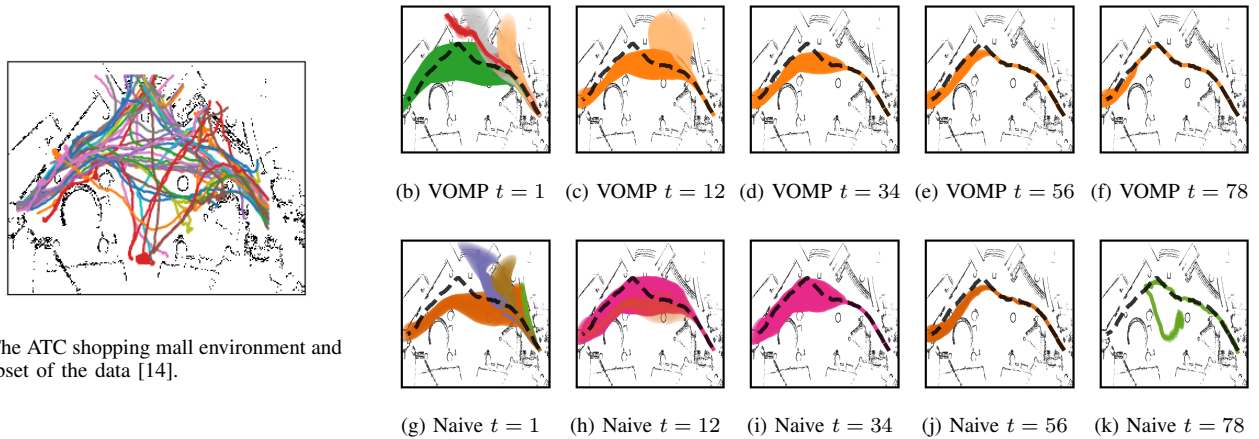 (b) VOMP t = 1
(c) VOMP t = 12
(d) VOMP t = 34
(e) VOMP t = 56
(f) VOMP t = 78
The ATC shopping mall environment and
bset of the data [14].
(g) Naive t = 1
(h) Naive t = 12
(i) Naive t = 34
(j) Naive t = 56
(k) Naive t = 78